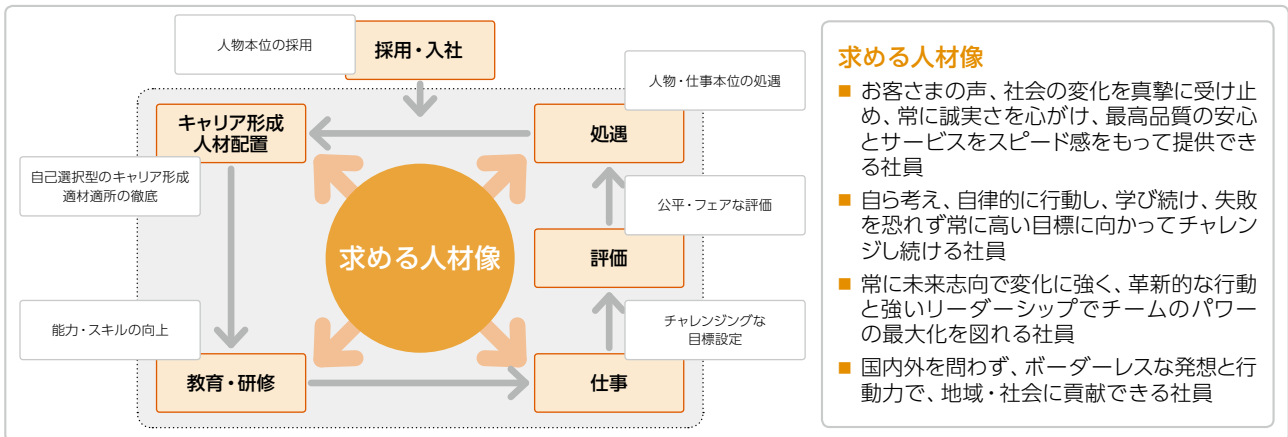 人物本位の採用
採用・入社
人物・仕事本位の処遇
キャリア形成
人材配置
処遇
自己選択型のキャリア形成
適材適所の徹底
公平・フェアな評価
求める人材像
評価
能力・スキルの向上
チャレンジングな
目標設定
教育・研修
仕事
求める人材像
■ お客さまの声、社会の変化を真摯に受け止
め、常に誠実さを心がけ、最高品質の安心
とサービスをスピード感をもって提供でき
る社員
■ 自ら考え、自律的に行動し、学び続け、失敗
を恐れず常に高い目標に向かってチャレン
ジし続ける社員
■ 常に未来志向で変化に強く、革新的な行動
と強いリーダーシップでチームのパワー
の最大化を図れる社員
■ 国内外を問わず、ボーダーレスな発想と行
動力で、地域・社会に貢献できる社員